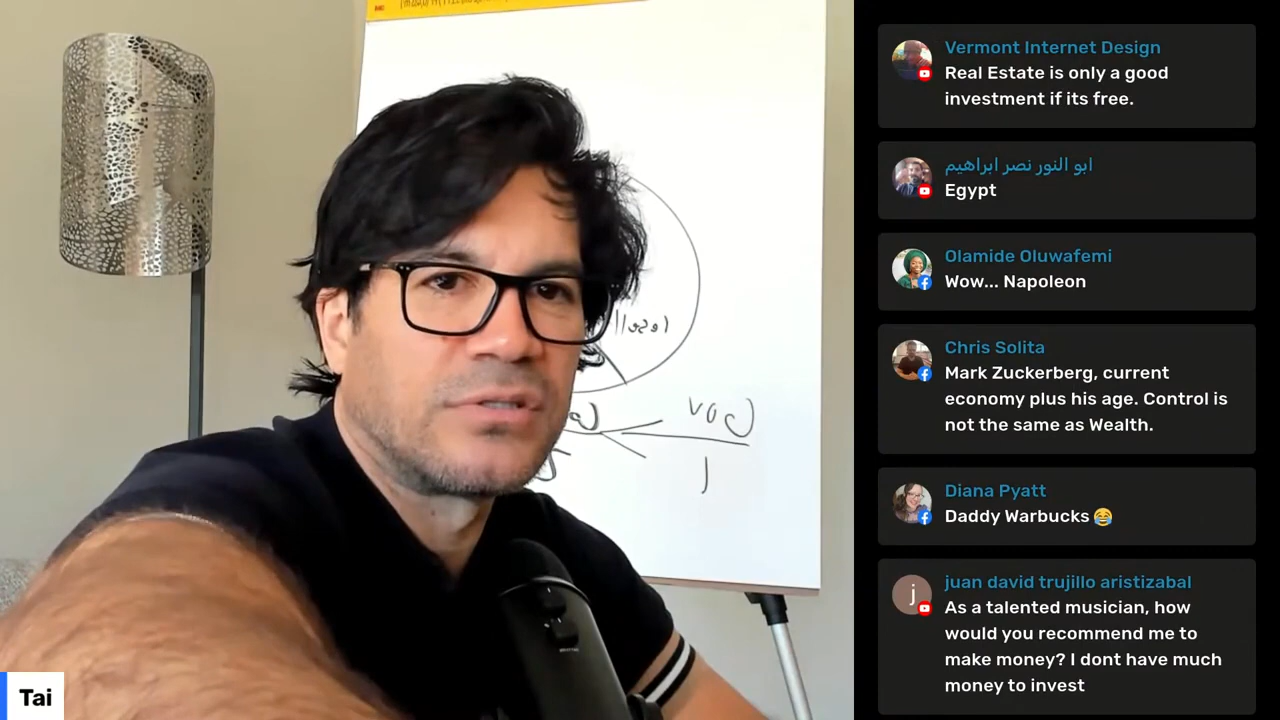 Vermont Internet Design
Real Estate is only a good
investment if its free.
ابو النور نصر ابراهيم
Egypt
Olamide Oluwafemi
Wow... Napoleon
Chris Solita
Mark Zuckerberg, current
economy plus his age. Control is
not the same as Wealth.
Diana Pyatt
Daddy Warbucks 😂
j
juan david trujillo aristizabal
As a talented musician, how
would you recommend me to
make money? I dont have much
money to invest
Tai